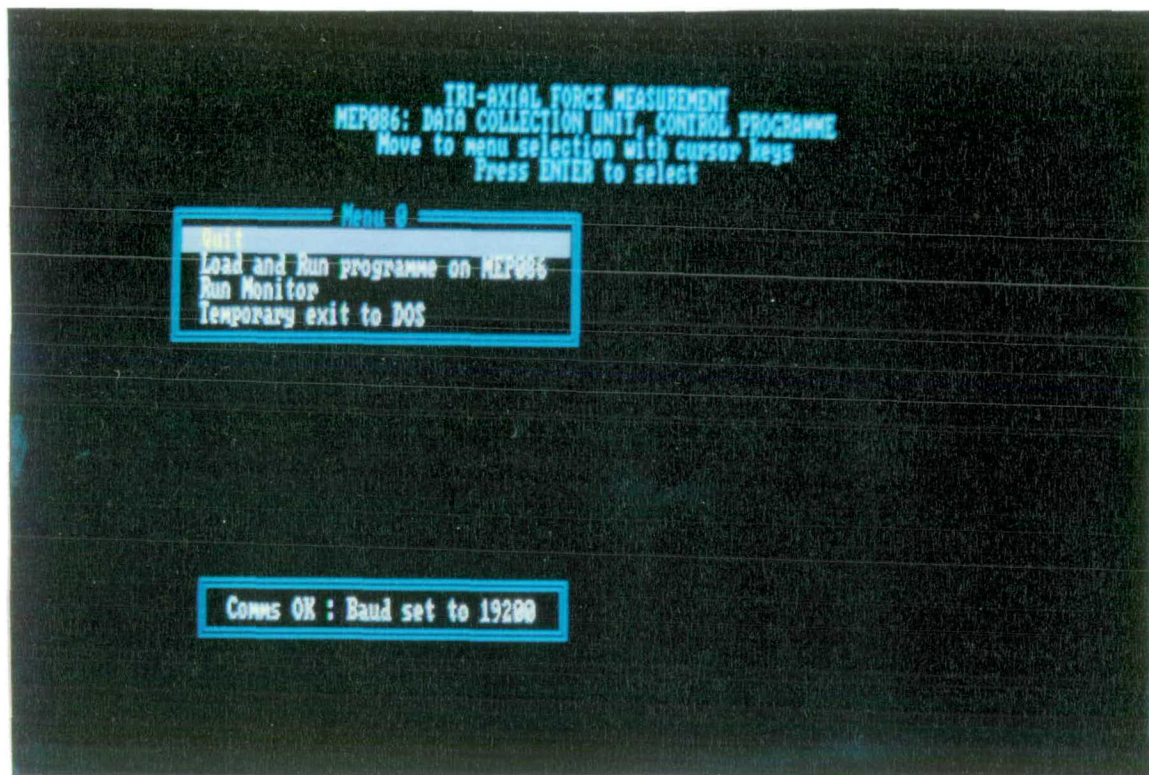 TRI-AXIAL FORCE MEASUREMENT
MEP086: DATA COLLECTION UNIT, CONTROL PROGRAMME
Move to menu selection with cursor keys
Press ENTER to select
Menu 0
Quit
Load and Run programme on MEP086
Run Monitor
Temporary exit to DOS
Comms OK : Baud set to 19200